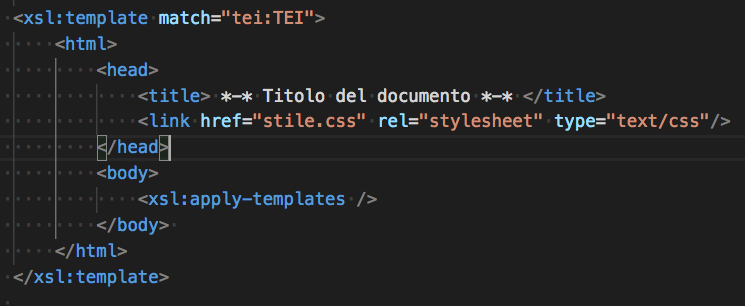 <xsl:template match="tei:TEI">
    <html>
        <head>
            <title> *-* Titolo del documento *-* </title>
            <link href="stile.css" rel="stylesheet" type="text/css"/>
        </head>
        <body>
            <xsl:apply-templates />
        </body>
    </html>
</xsl:template>